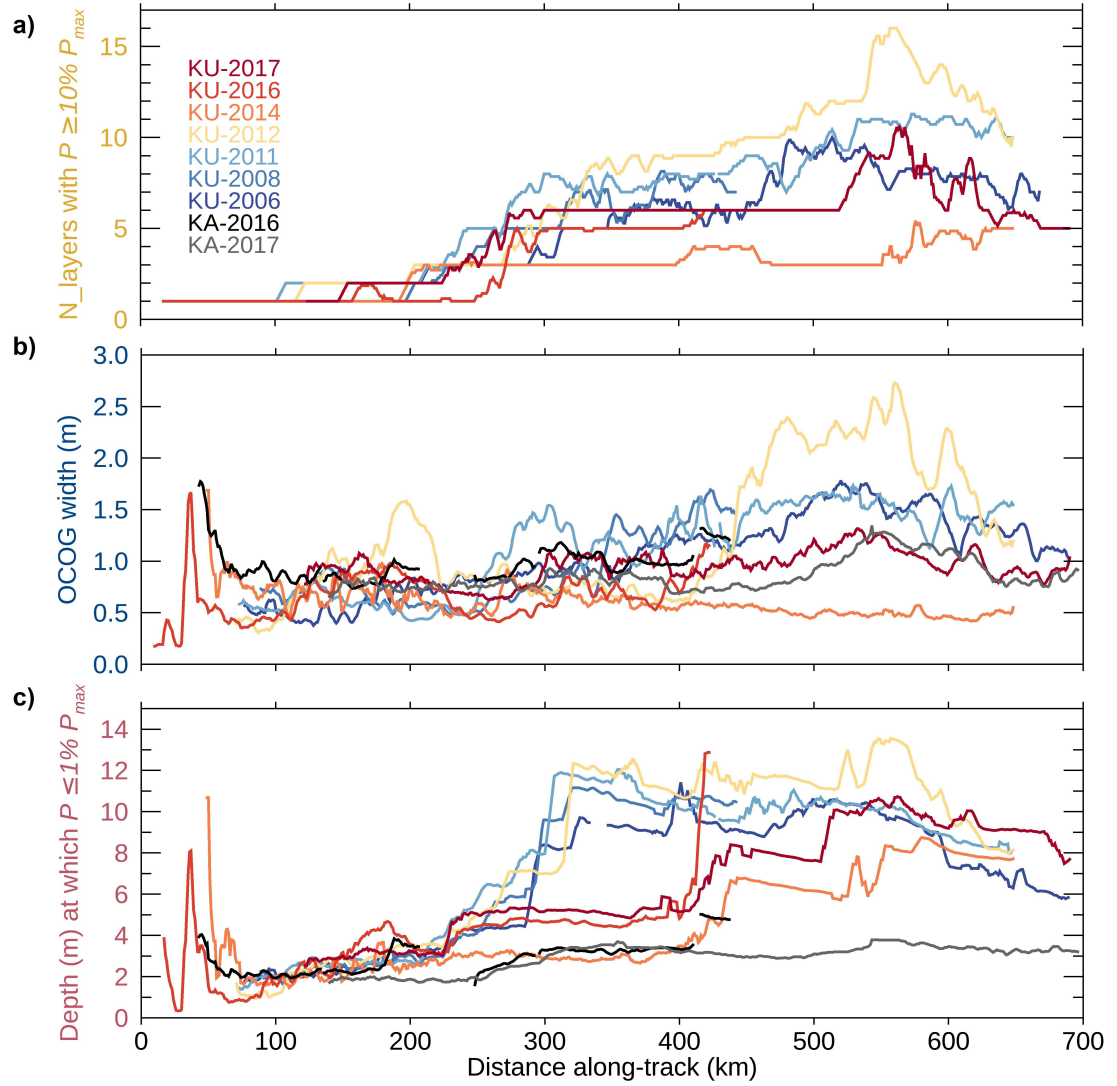 a)
N_layers with P ≥10% Pmax
15
10
5
0
KU-2017
KU-2016
KU-2014
KU-2012
KU-2011
KU-2008
KU-2006
KA-2016
KA-2017
b)
OCOG width (m)
3.0
2.5
2.0
1.5
1.0
0.5
0.0
c)
Depth (m) at which P ≤1% Pmax
14
12
10
8
6
4
2
0
0 100 200 300 400 500 600 700
Distance along-track (km)